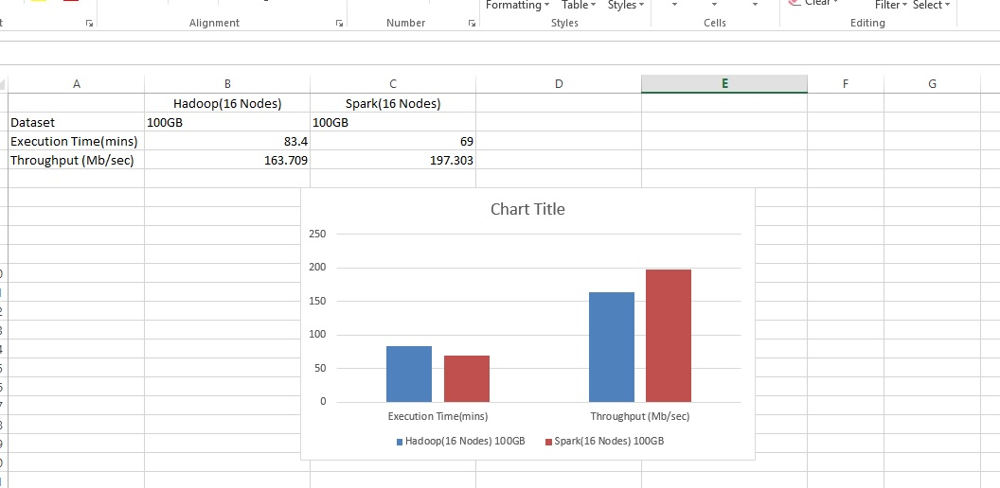 Formatting Table Styles Clear Filter Select
Alignment Number Styles Cells Editing
A B C D E F G
Hadoop(16 Nodes) Spark(16 Nodes)
Dataset 100GB 100GB
Execution Time(mins) 83.4 69
Throughput (Mb/sec) 163.709 197.303
Chart Title
250
200
150
100
50
0
Execution Time(mins) Throughput (Mb/sec)
Hadoop(16 Nodes) 100GB Spark(16 Nodes) 100GB